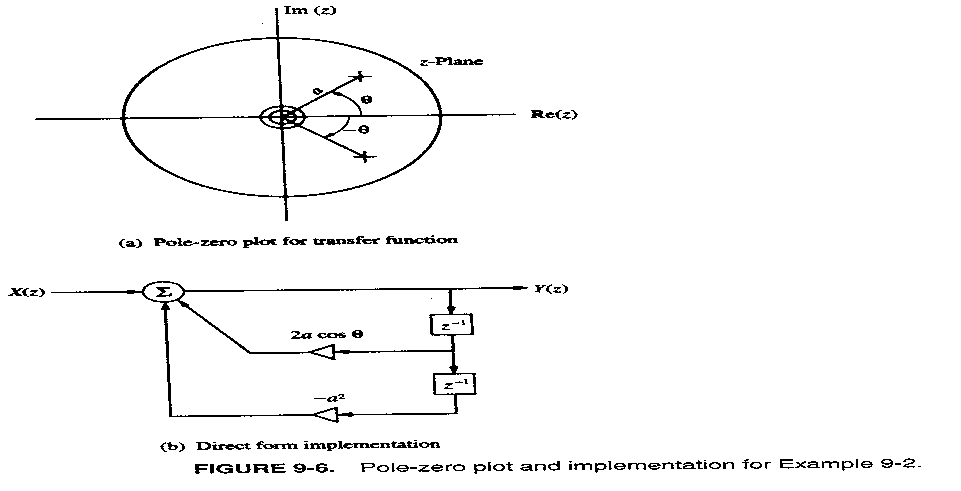 Im (z)
z-Plane
a
Θ
Re(z)
−Θ
(a) Pole-zero plot for transfer function
X(z)
Σ
Y(z)
z⁻¹
2a cos Θ
z⁻¹
−a²
(b) Direct form implementation
FIGURE 9-6. Pole-zero plot and implementation for Example 9-2.